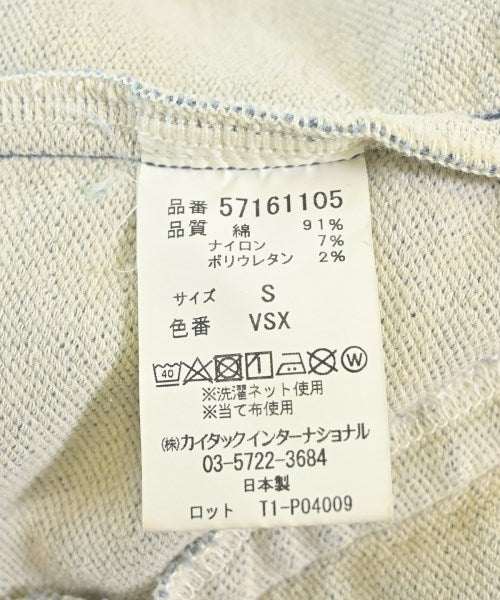 品番 57161105
品質 綿 91%
ナイロン 7%
ポリウレタン 2%
サイズ S
色番 VSX
40 W
※洗濯ネット使用
※当て布使用
㈱カイタックインターナショナル
03-5722-3684
日本製
ロット T1-P04009